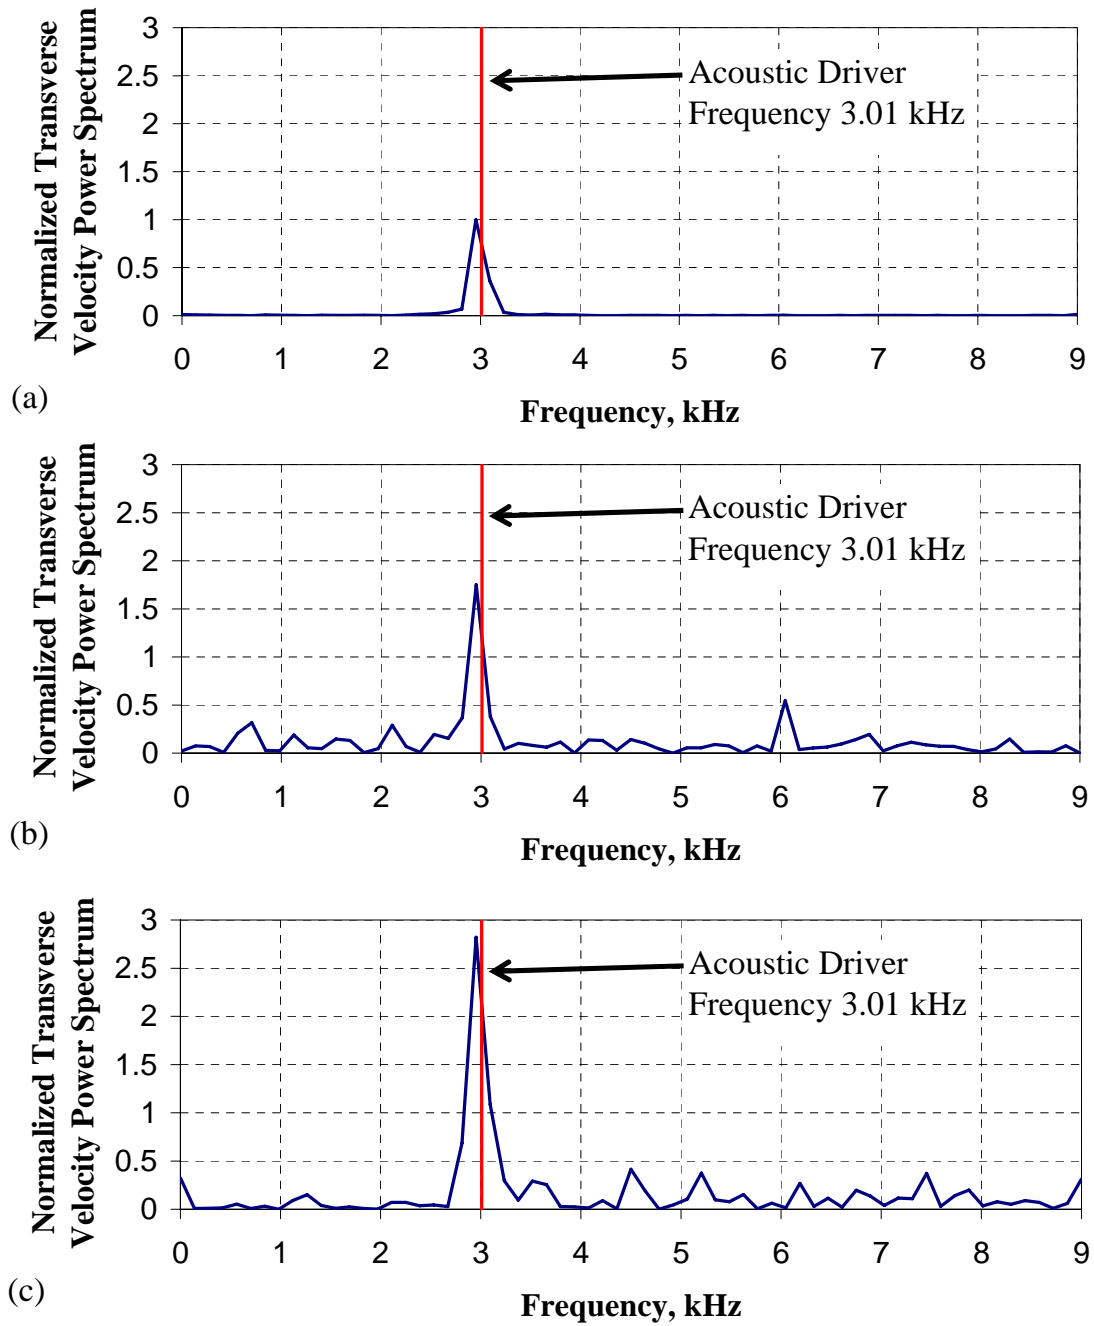 Normalized Transverse
Velocity Power Spectrum
3
2.5
2
1.5
1
0.5
0
Acoustic Driver
Frequency 3.01 kHz
0 1 2 3 4 5 6 7 8 9
(a)
Frequency, kHz
Normalized Transverse
Velocity Power Spectrum
3
2.5
2
1.5
1
0.5
0
Acoustic Driver
Frequency 3.01 kHz
0 1 2 3 4 5 6 7 8 9
(b)
Frequency, kHz
Normalized Transverse
Velocity Power Spectrum
3
2.5
2
1.5
1
0.5
0
Acoustic Driver
Frequency 3.01 kHz
0 1 2 3 4 5 6 7 8 9
(c)
Frequency, kHz